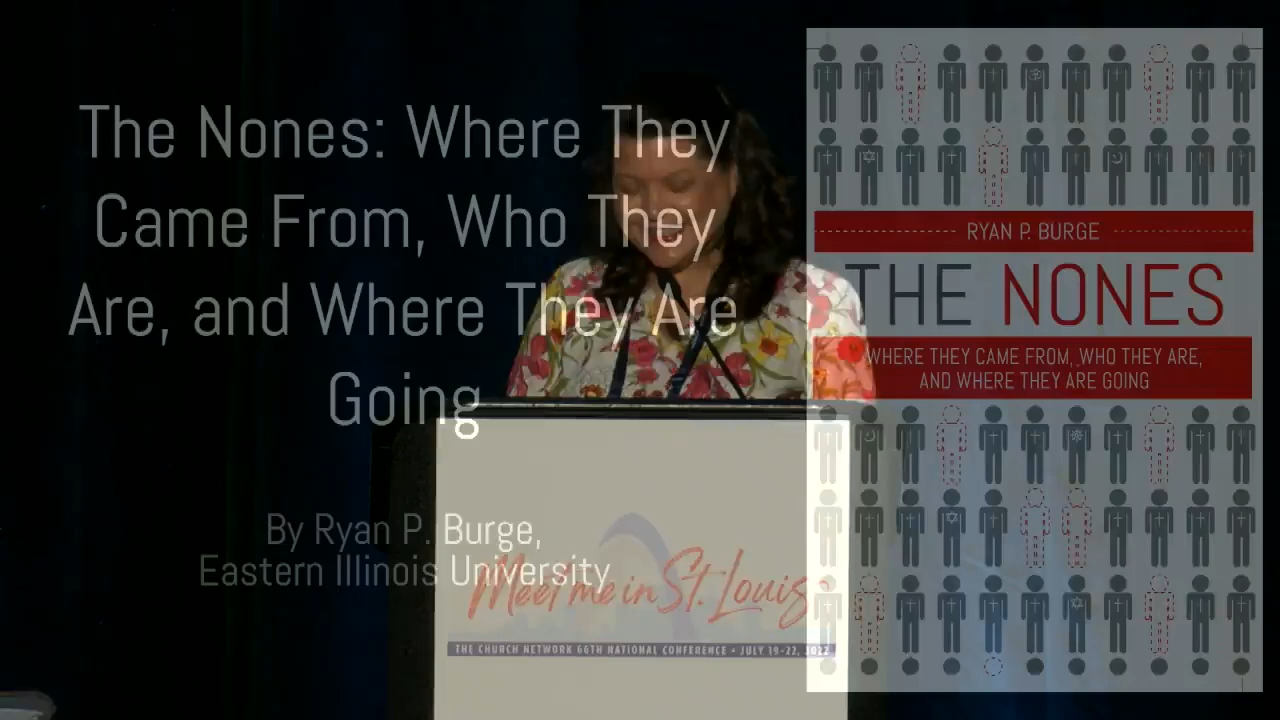 The Nones: Where They
Came From, Who They
Are, and Where They Are
Going
By Ryan P. Burge,
Eastern Illinois University
RYAN P. BURGE
THE NONES
WHERE THEY CAME FROM, WHO THEY ARE,
AND WHERE THEY ARE GOING
Meet me in St. Louis
THE CHURCH NETWORK 66TH NATIONAL CONFERENCE • JULY 19-22, 2022